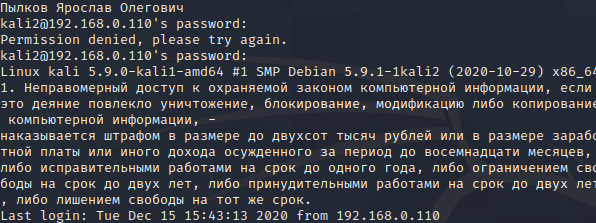 Пылков Ярослав Олегович
kali2@192.168.0.110's password:
Permission denied, please try again.
kali2@192.168.0.110's password:
Linux kali 5.9.0-kali1-amd64 #1 SMP Debian 5.9.1-1kali2 (2020-10-29) x86_64
1. Неправомерный доступ к охраняемой законом компьютерной информации, если
это деяние повлекло уничтожение, блокирование, модификацию либо копирование
компьютерной информации, -
наказывается штрафом в размере до двухсот тысяч рублей или в размере зарабо
тной платы или иного дохода осужденного за период до восемнадцати месяцев,
либо исправительными работами на срок до одного года, либо ограничением сво
боды на срок до двух лет, либо принудительными работами на срок до двух лет
, либо лишением свободы на тот же срок.
Last login: Tue Dec 15 15:43:13 2020 from 192.168.0.110